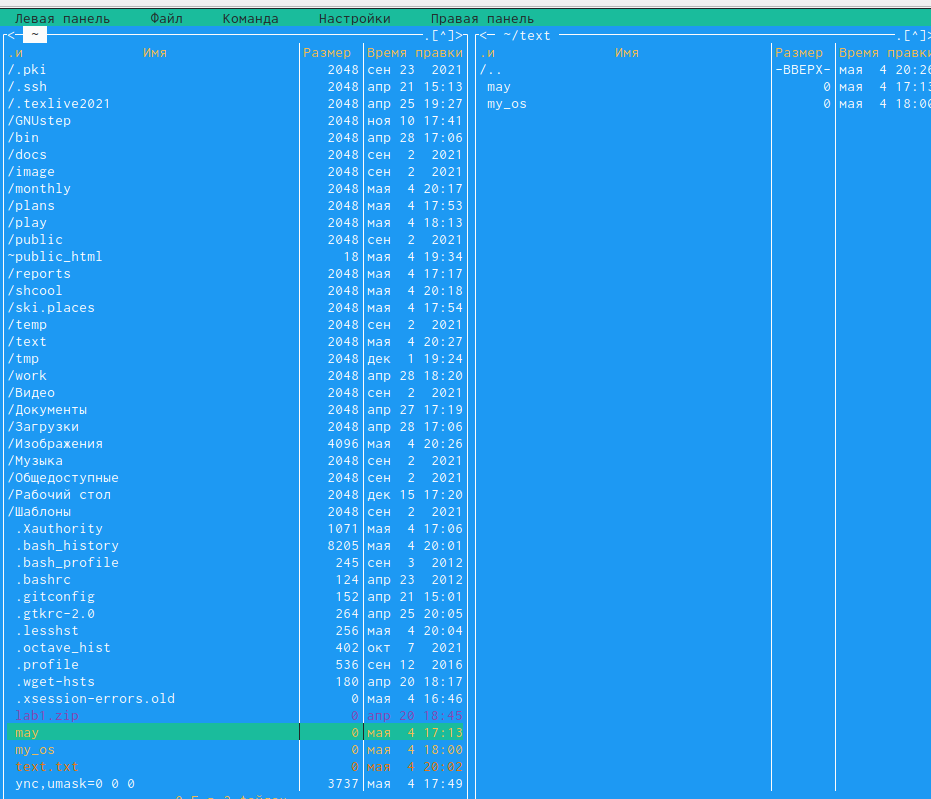 Левая панель Файл Команда Настройки Правая панель
<─ ~ ─.[^]> <─ ~/text ─.[^]>
.и Имя Размер Время правки .и Имя Размер Время правки
/.pki 2048 сен 23 2021 /.. -ВВЕРХ- мая 4 20:26
/.ssh 2048 апр 21 15:13 may 0 мая 4 17:13
/.texlive2021 2048 апр 25 19:27 my_os 0 мая 4 18:00
/GNUstep 2048 ноя 10 17:41
/bin 2048 апр 28 17:06
/docs 2048 сен 2 2021
/image 2048 сен 2 2021
/monthly 2048 мая 4 20:17
/plans 2048 мая 4 17:53
/play 2048 мая 4 18:13
/public 2048 сен 2 2021
~public_html 18 мая 4 19:34
/reports 2048 мая 4 17:17
/shcool 2048 мая 4 20:18
/ski.places 2048 мая 4 17:54
/temp 2048 сен 2 2021
/text 2048 мая 4 20:27
/tmp 2048 дек 1 19:24
/work 2048 апр 28 18:20
/Видео 2048 сен 2 2021
/Документы 2048 апр 27 17:19
/Загрузки 2048 апр 28 17:06
/Изображения 4096 мая 4 20:26
/Музыка 2048 сен 2 2021
/Общедоступные 2048 сен 2 2021
/Рабочий стол 2048 дек 15 17:20
/Шаблоны 2048 сен 2 2021
.Xauthority 1071 мая 4 17:06
.bash_history 8205 мая 4 20:01
.bash_profile 245 сен 3 2012
.bashrc 124 апр 23 2012
.gitconfig 152 апр 21 15:01
.gtkrc-2.0 264 апр 25 20:05
.lesshst 256 мая 4 20:04
.octave_hist 402 окт 7 2021
.profile 536 сен 12 2016
.wget-hsts 180 апр 20 18:17
.xsession-errors.old 0 мая 4 16:46
lab1.zip 0 апр 20 18:45
may 0 мая 4 17:13
my_os 0 мая 4 18:00
text.txt 0 мая 4 20:02
ync,umask=0 0 0 3737 мая 4 17:49